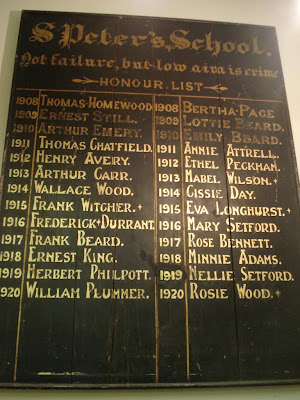 St Peter's, School.
Not failure, but low aim is crime
HONOUR LIST
1908 THOMAS HOMEWOOD 1908 BERTHA PAGE
1909 ERNEST STILL. 1909 LOTTIE BEARD.
1910 ARTHUR EMERY. 1910 EMILY BEARD.
1911 THOMAS CHATFIELD. 1911 ANNIE ATTRELL.
1912 HENRY AVERY. 1912 ETHEL PECKHAM.
1913 ARTHUR CARR. 1913 MABEL WILSON. +
1914 WALLACE WOOD. 1914 CISSIE DAY.
1915 FRANK WITCHER. + 1915 EVA LONGHURST. +
1916 FREDERICK DURRANT. 1916 MARY SETFORD.
1917 FRANK BEARD. 1917 ROSE BENNETT.
1918 ERNEST KING. 1918 MINNIE ADAMS.
1919 HERBERT PHILPOTT. 1919 NELLIE SETFORD.
1920 WILLIAM PLUMMER. 1920 ROSIE WOOD. +